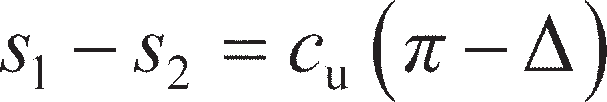 s₁ − s₂ = cᵤ (π − Δ)